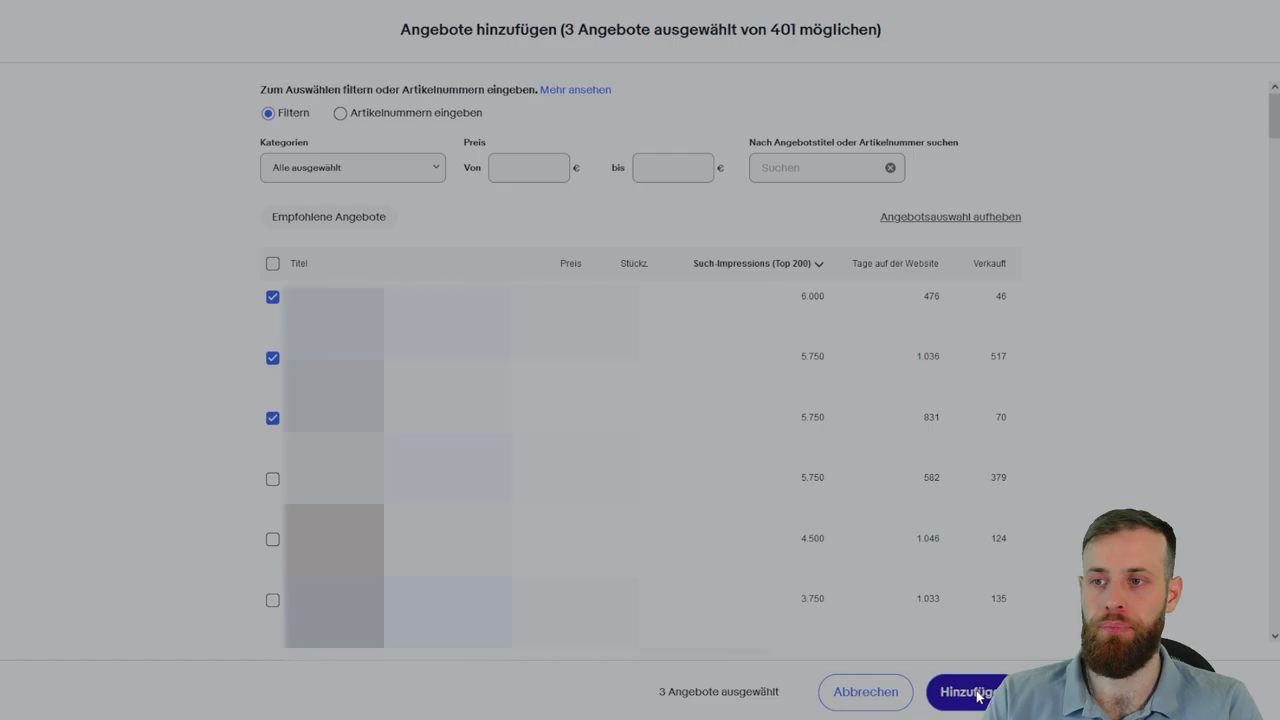 Angebote hinzufügen (3 Angebote ausgewählt von 401 möglichen)
Zum Auswählen filtern oder Artikelnummern eingeben. Mehr ansehen
Filtern Artikelnummern eingeben
Kategorien Preis Nach Angebotstitel oder Artikelnummer suchen
Alle ausgewählt Von € bis € Suchen
Empfohlene Angebote Angebotsauswahl aufheben
Titel Preis Stückz. Such-Impressions (Top 200) Tage auf der Website Verkauft
6.000 476 46
5.750 1.036 517
5.750 831 70
5.750 582 379
4.500 1.046 124
3.750 1.033 135
3 Angebote ausgewählt Abbrechen